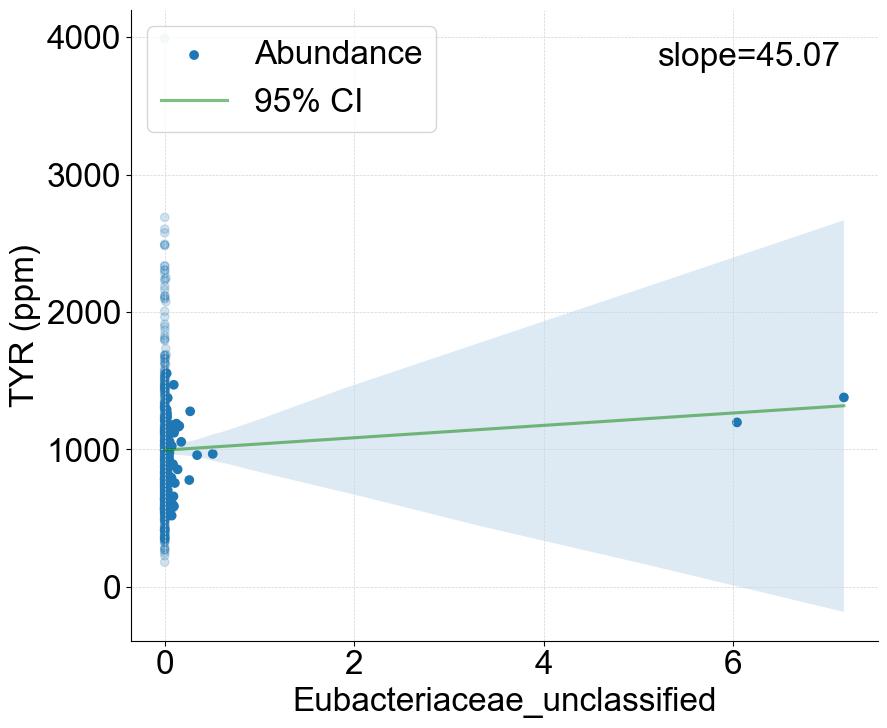 4000
3000
2000
1000
0
TYR (ppm)
Abundance
95% CI
slope=45.07
0 2 4 6
Eubacteriaceae_unclassified